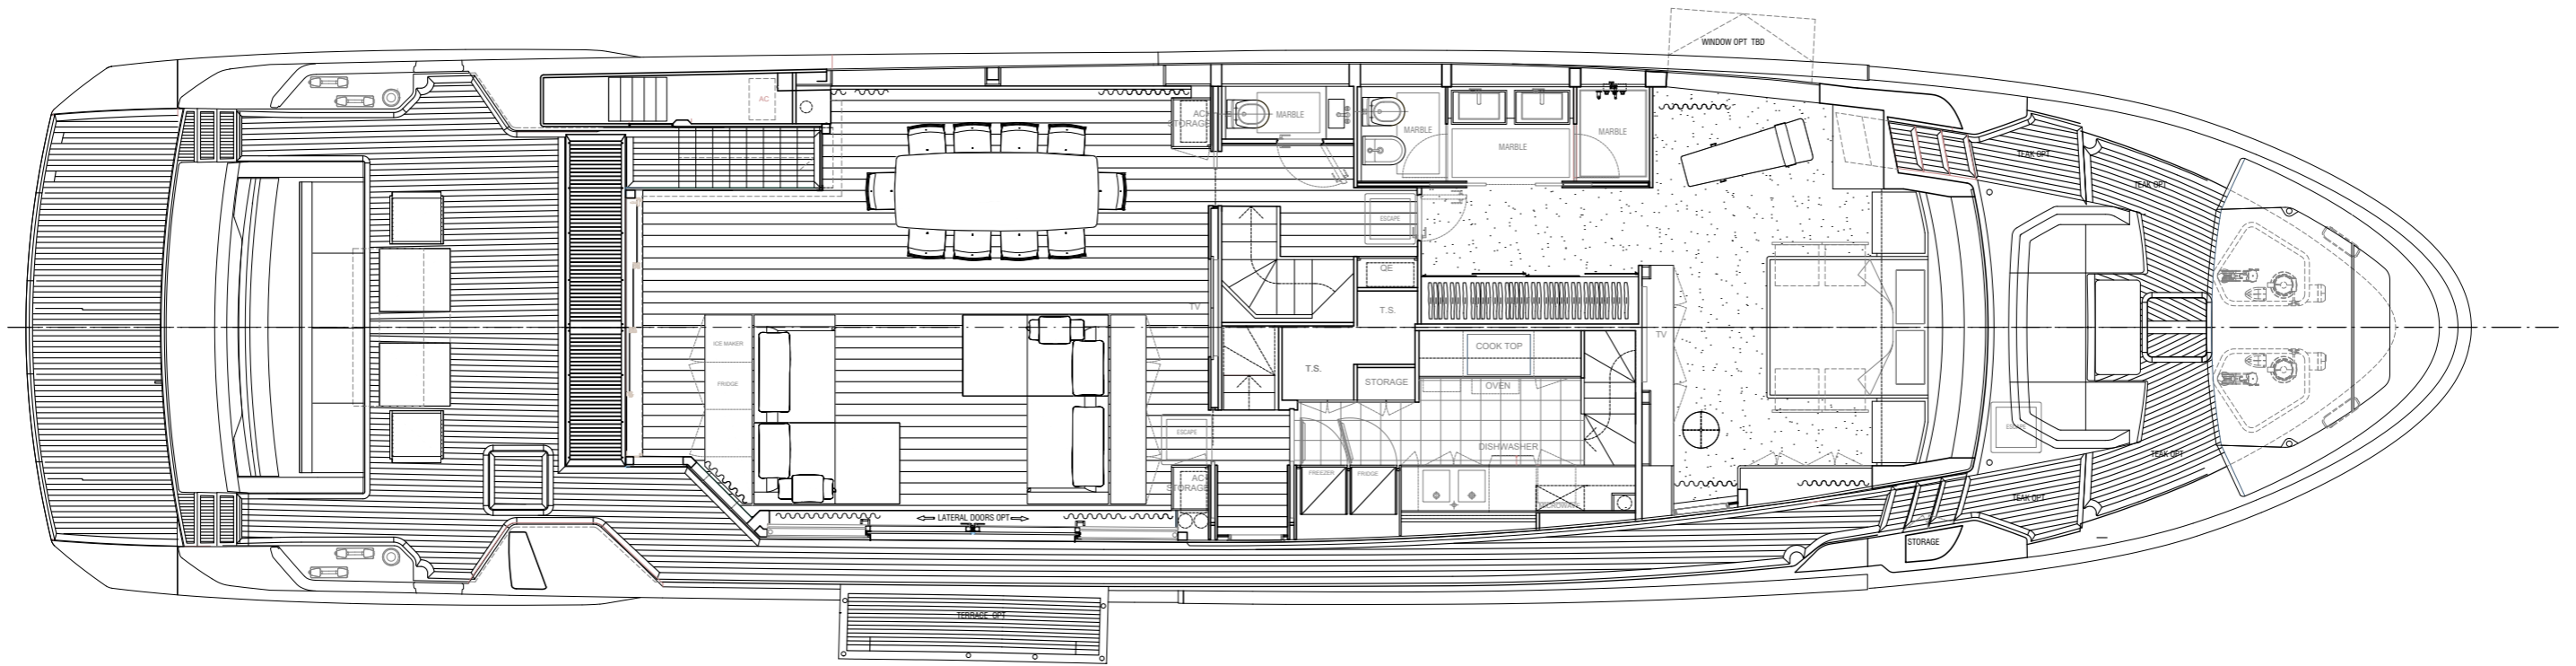 WINDOW OPT TBD
AC
AC
STORAGE
MARBLE
MARBLE
MARBLE
MARBLE
TEAK OPT
TEAK OPT
ESCAPE
QE
T.S.
TV
TV
ICE MAKER
FRIDGE
COOK TOP
T.S.
STORAGE
OVEN
ESCAPE
DISHWASHER
ESCAPE
TEAK OPT
FREEZER
FRIDGE
AC
STORAGE
TEAK OPT
LATERAL DOORS OPT
STORAGE
TERRACE OPT